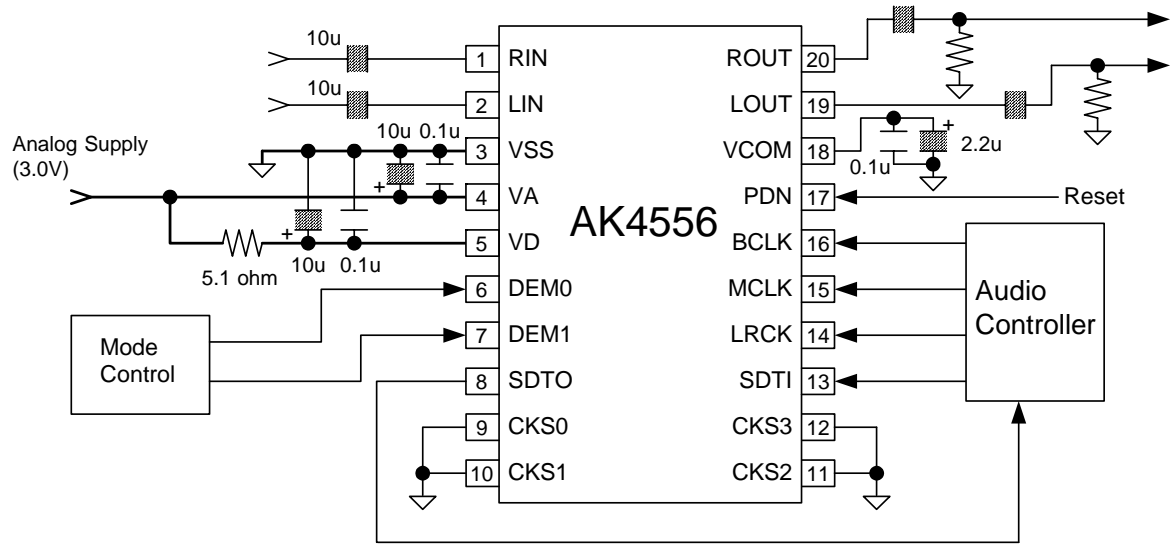 10u
1 RIN ROUT 20
10u
2 LIN LOUT 19
Analog Supply
(3.0V)
10u 0.1u
3 VSS VCOM 18
+
0.1u 2.2u
+
4 VA PDN 17 Reset
AK4556
+
5 VD BCLK 16
5.1 ohm 10u 0.1u
6 DEM0 MCLK 15
Audio
Controller
Mode
Control
7 DEM1 LRCK 14
8 SDTO SDTI 13
9 CKS0 CKS3 12
10 CKS1 CKS2 11